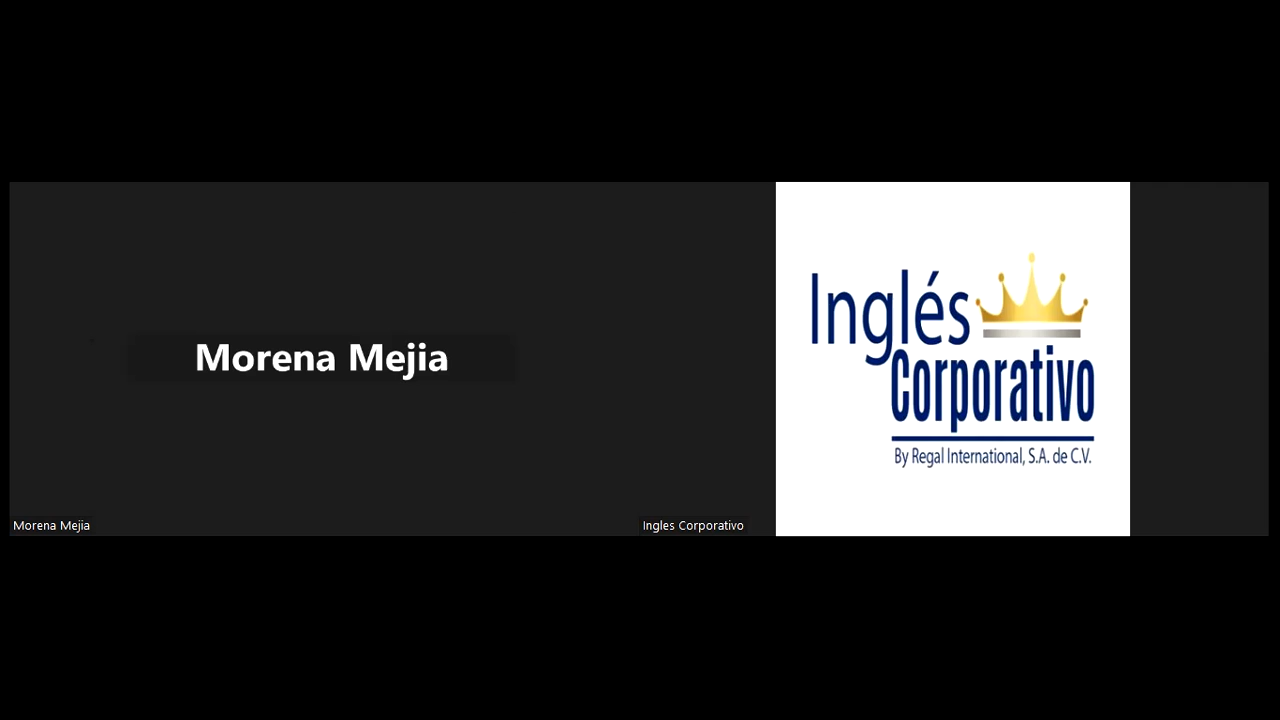 Morena Mejia
Inglés
Corporativo
By Regal International, S.A. de C.V.
Morena Mejia
Ingles Corporativo